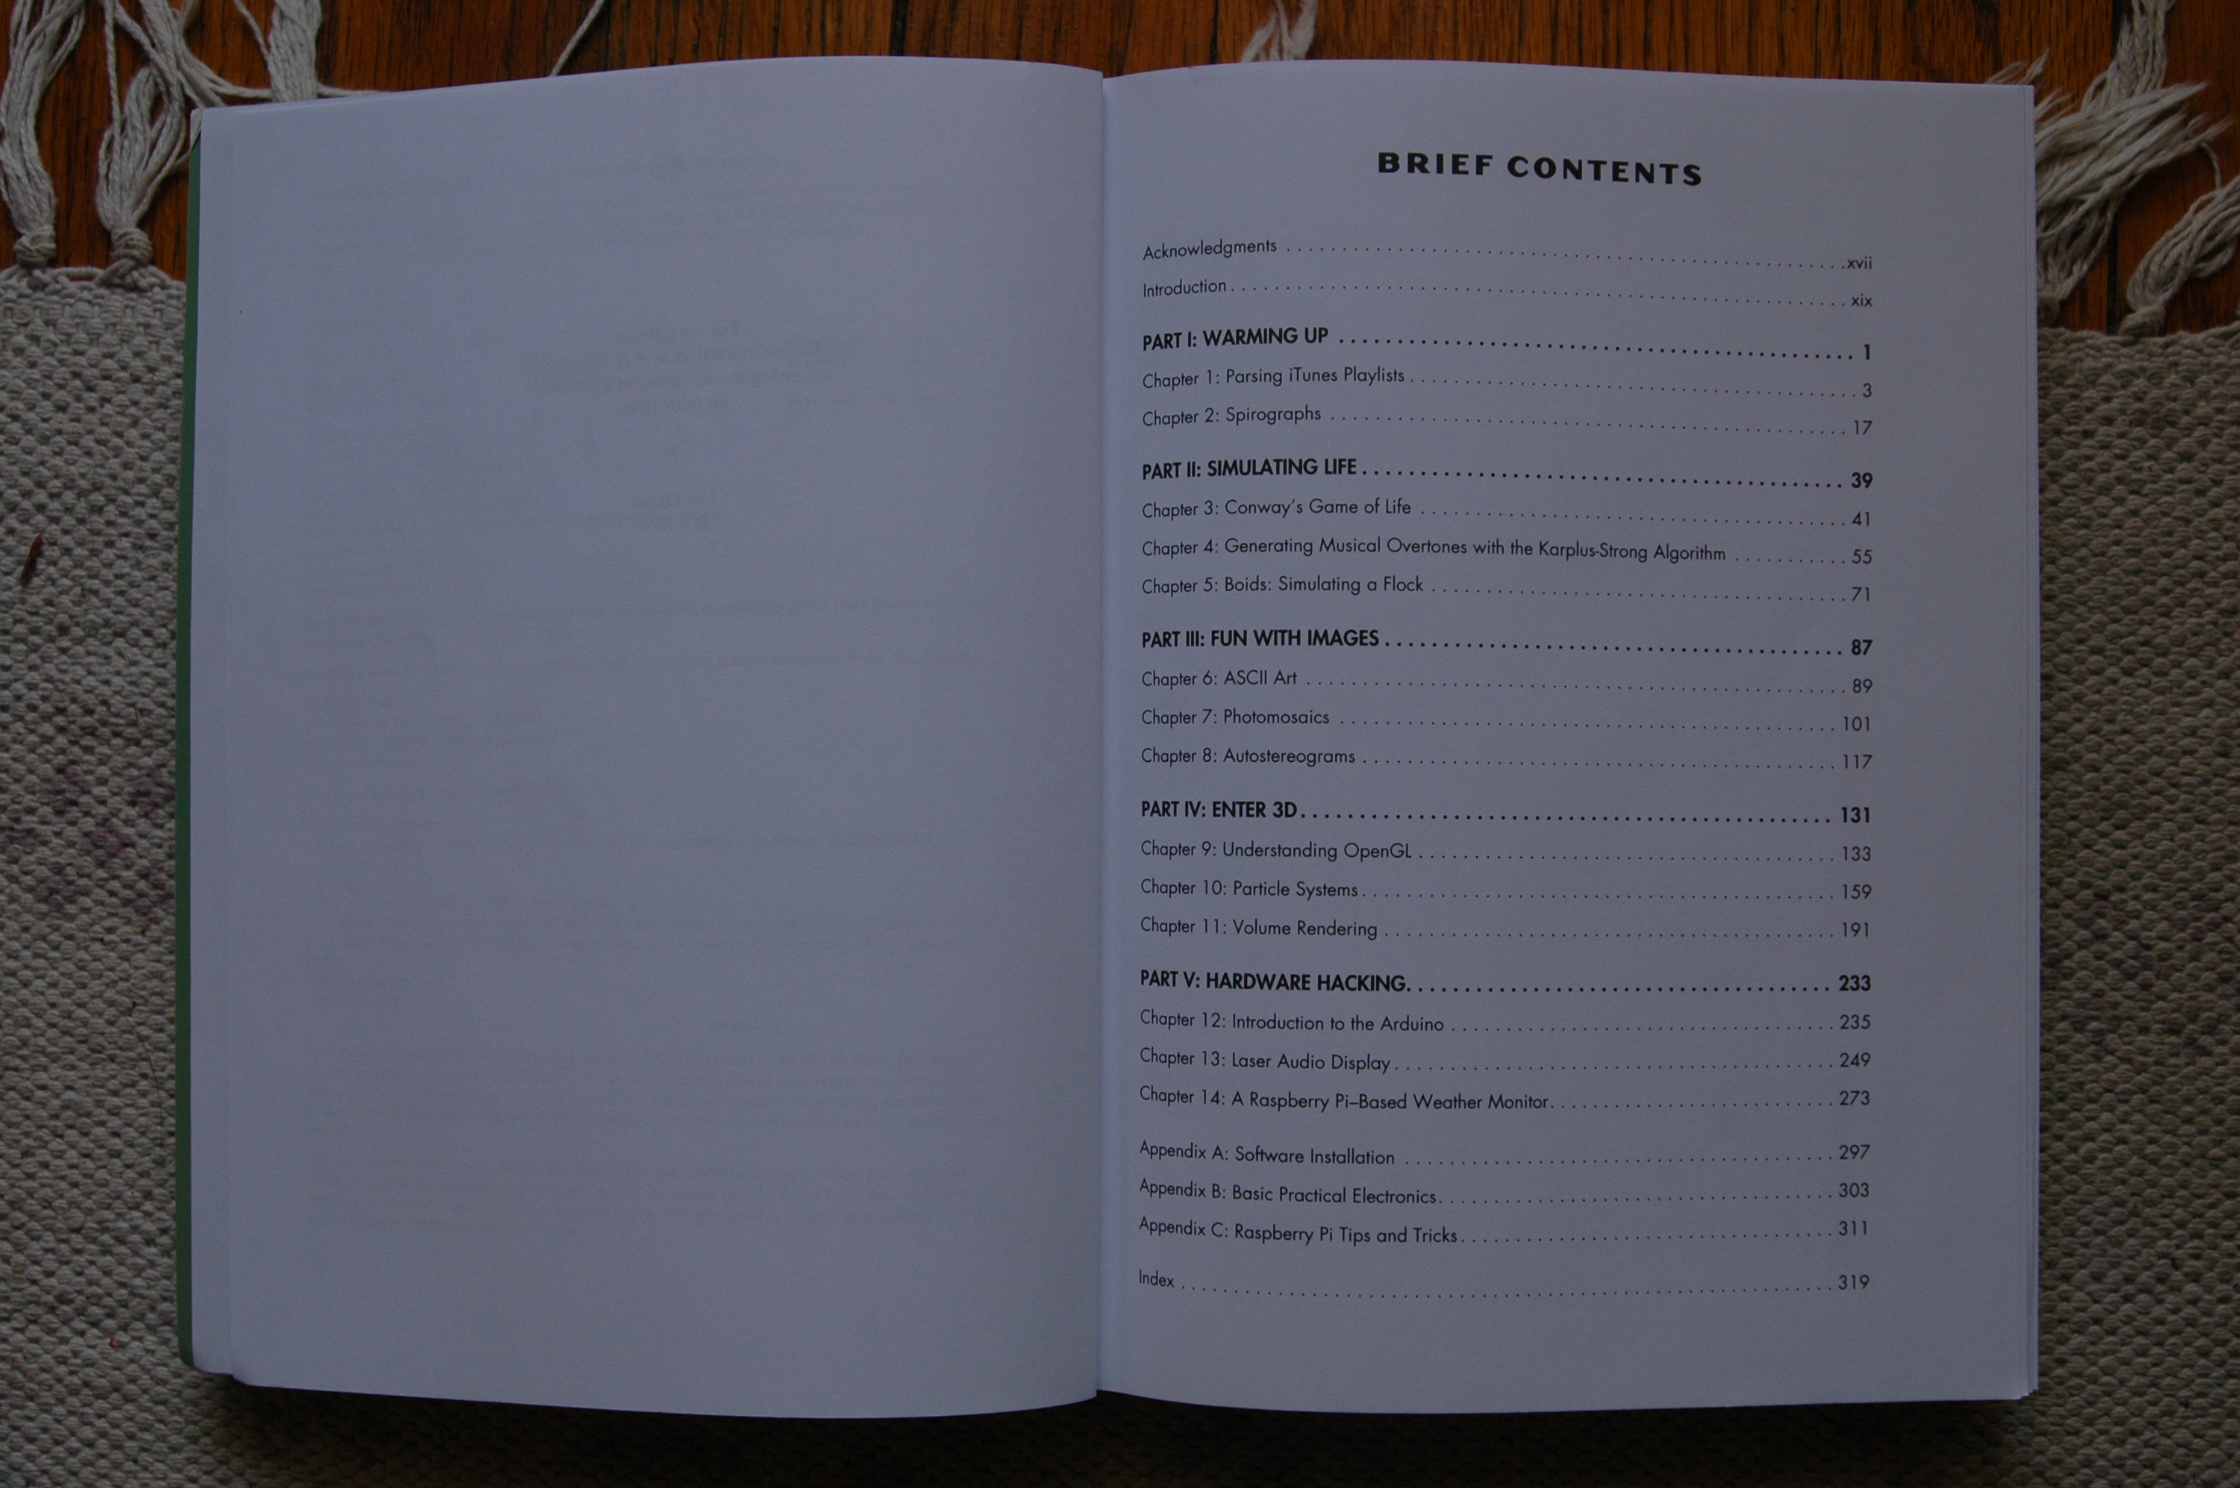 BRIEF CONTENTS
Acknowledgments . . . . . . . . . . xvii
Introduction . . . . . . . . . . xix
PART I: WARMING UP . . . . . . . . . . 1
Chapter 1: Parsing iTunes Playlists . . . . . . . . . . 3
Chapter 2: Spirographs . . . . . . . . . . 17
PART II: SIMULATING LIFE . . . . . . . . . . 39
Chapter 3: Conway's Game of Life . . . . . . . . . . 41
Chapter 4: Generating Musical Overtones with the Karplus-Strong Algorithm . . . . . . . . . . 55
Chapter 5: Boids: Simulating a Flock . . . . . . . . . . 71
PART III: FUN WITH IMAGES . . . . . . . . . . 87
Chapter 6: ASCII Art . . . . . . . . . . 89
Chapter 7: Photomosaics . . . . . . . . . . 101
Chapter 8: Autostereograms . . . . . . . . . . 117
PART IV: ENTER 3D . . . . . . . . . . 131
Chapter 9: Understanding OpenGL . . . . . . . . . . 133
Chapter 10: Particle Systems . . . . . . . . . . 159
Chapter 11: Volume Rendering . . . . . . . . . . 191
PART V: HARDWARE HACKING . . . . . . . . . . 233
Chapter 12: Introduction to the Arduino . . . . . . . . . . 235
Chapter 13: Laser Audio Display . . . . . . . . . . 249
Chapter 14: A Raspberry Pi–Based Weather Monitor . . . . . . . . . . 273
Appendix A: Software Installation . . . . . . . . . . 297
Appendix B: Basic Practical Electronics . . . . . . . . . . 303
Appendix C: Raspberry Pi Tips and Tricks . . . . . . . . . . 311
Index . . . . . . . . . . 319